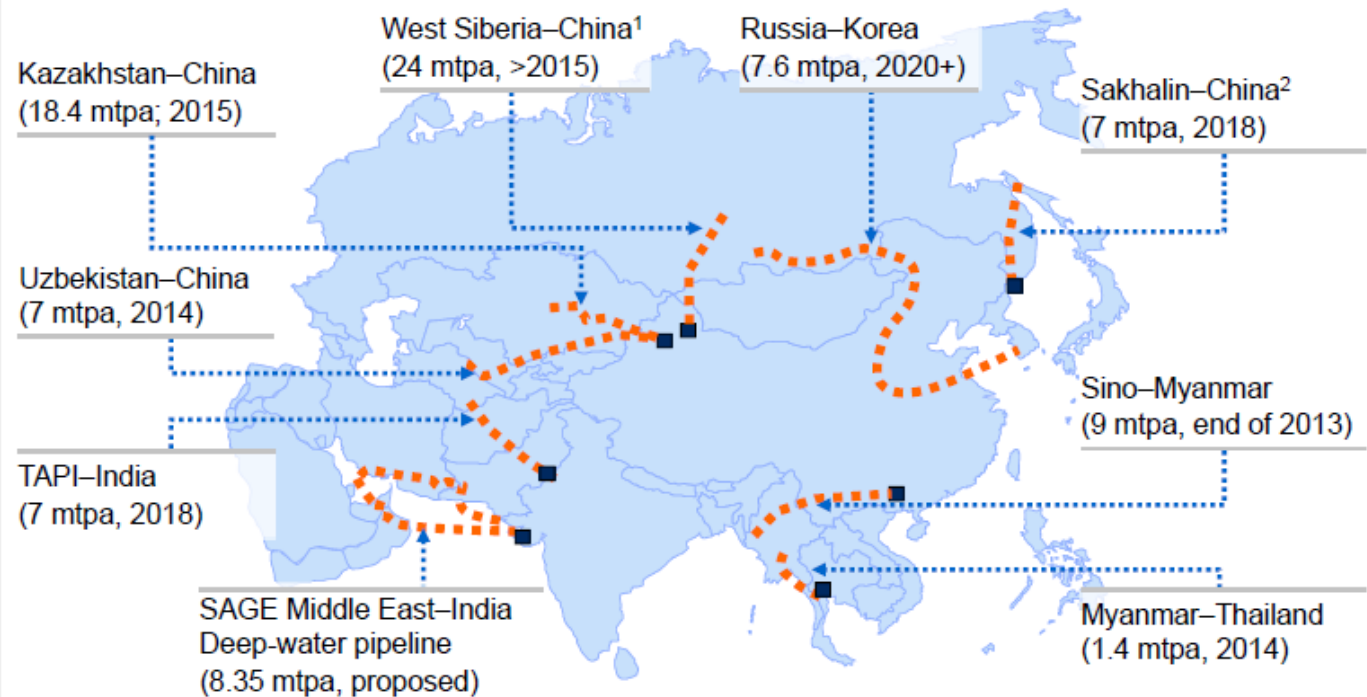 West Siberia–China¹
(24 mtpa, >2015)
Russia–Korea
(7.6 mtpa, 2020+)
Kazakhstan–China
(18.4 mtpa; 2015)
Sakhalin–China²
(7 mtpa, 2018)
Uzbekistan–China
(7 mtpa, 2014)
Sino–Myanmar
(9 mtpa, end of 2013)
TAPI–India
(7 mtpa, 2018)
SAGE Middle East–India
Deep-water pipeline
(8.35 mtpa, proposed)
Myanmar–Thailand
(1.4 mtpa, 2014)